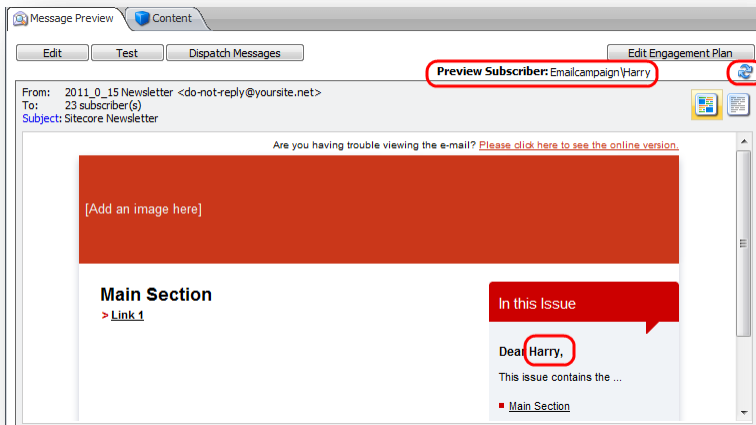 Message Preview Content
Edit Test Dispatch Messages Edit Engagement Plan
Preview Subscriber: Emailcampaign\Harry
From: 2011_0_15 Newsletter <do-not-reply@yoursite.net>
To: 23 subscriber(s)
Subject: Sitecore Newsletter
Are you having trouble viewing the e-mail? Please click here to see the online version.
[Add an image here]
Main Section
> Link 1
In this Issue
Dear Harry,
This issue contains the ...
Main Section